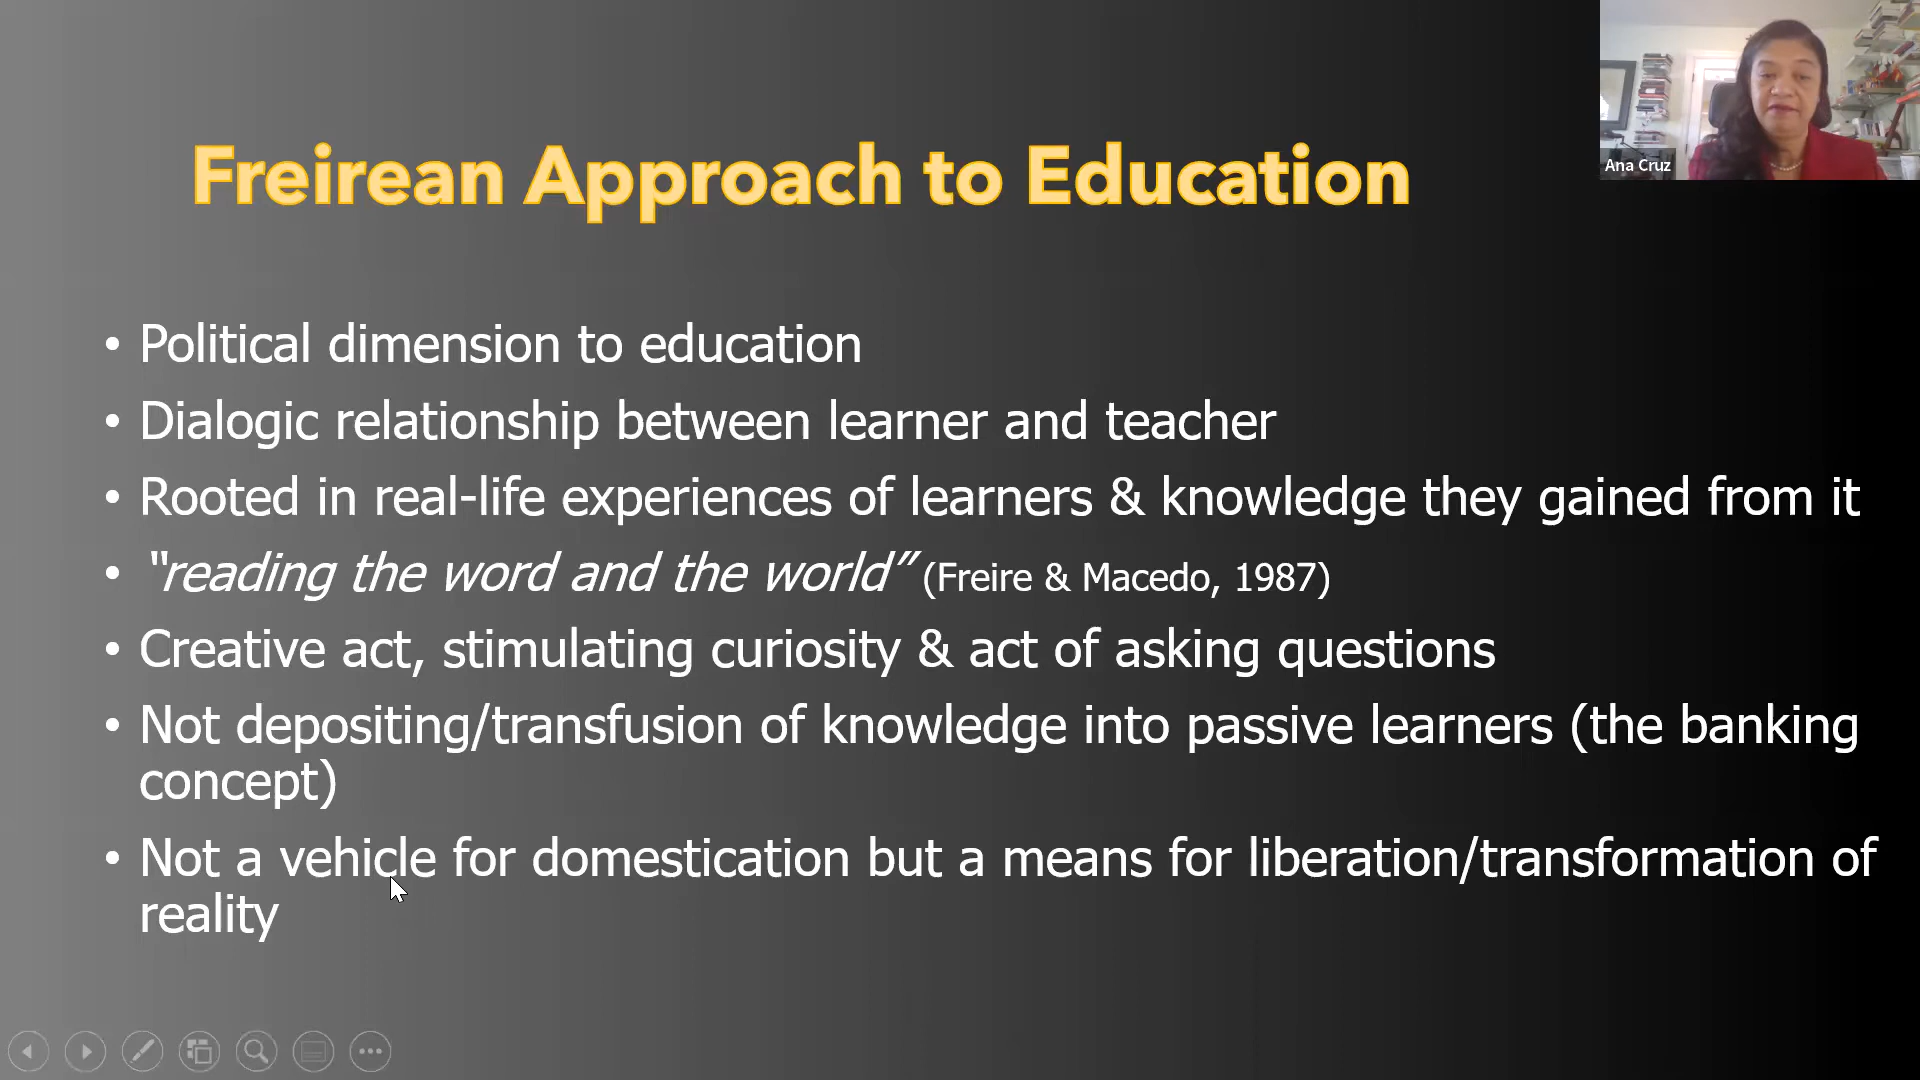 Freirean Approach to Education
Ana Cruz
• Political dimension to education
• Dialogic relationship between learner and teacher
• Rooted in real-life experiences of learners & knowledge they gained from it
• “reading the word and the world” (Freire & Macedo, 1987)
• Creative act, stimulating curiosity & act of asking questions
• Not depositing/transfusion of knowledge into passive learners (the banking
concept)
• Not a vehicle for domestication but a means for liberation/transformation of
reality